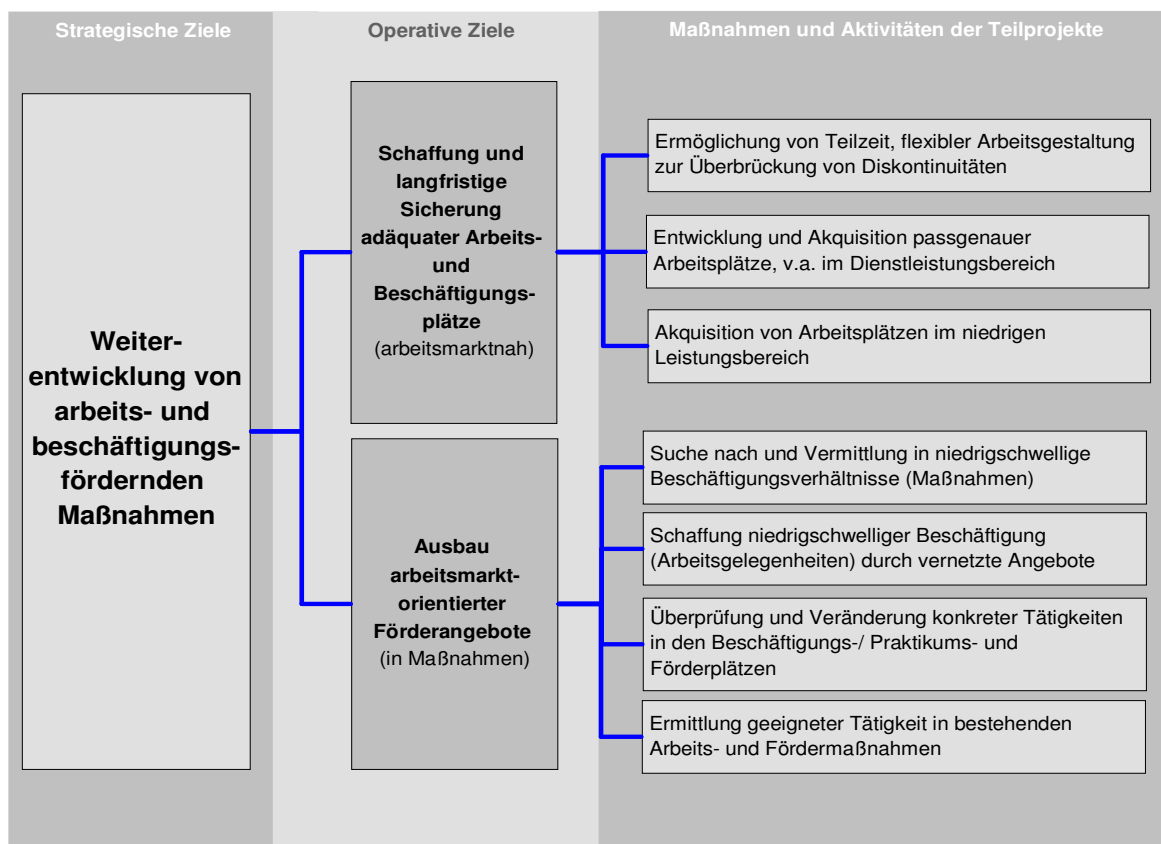 Strategische Ziele
Operative Ziele
Maßnahmen und Aktivitäten der Teilprojekte
Weiter-
entwicklung von
arbeits- und
beschäftigungs-
fördernden
Maßnahmen
Schaffung und
langfristige
Sicherung
adäquater Arbeits-
und
Beschäftigungs-
plätze
(arbeitsmarktnah)
Ermöglichung von Teilzeit, flexibler Arbeitsgestaltung
zur Überbrückung von Diskontinuitäten
Entwicklung und Akquisition passgenauer
Arbeitsplätze, v.a. im Dienstleistungsbereich
Akquisition von Arbeitsplätzen im niedrigen
Leistungsbereich
Ausbau
arbeitsmarkt-
orientierter
Förderangebote
(in Maßnahmen)
Suche nach und Vermittlung in niedrigschwellige
Beschäftigungsverhältnisse (Maßnahmen)
Schaffung niedrigschwelliger Beschäftigung
(Arbeitsgelegenheiten) durch vernetzte Angebote
Überprüfung und Veränderung konkreter Tätigkeiten
in den Beschäftigungs-/ Praktikums- und
Förderplätzen
Ermittlung geeigneter Tätigkeit in bestehenden
Arbeits- und Fördermaßnahmen